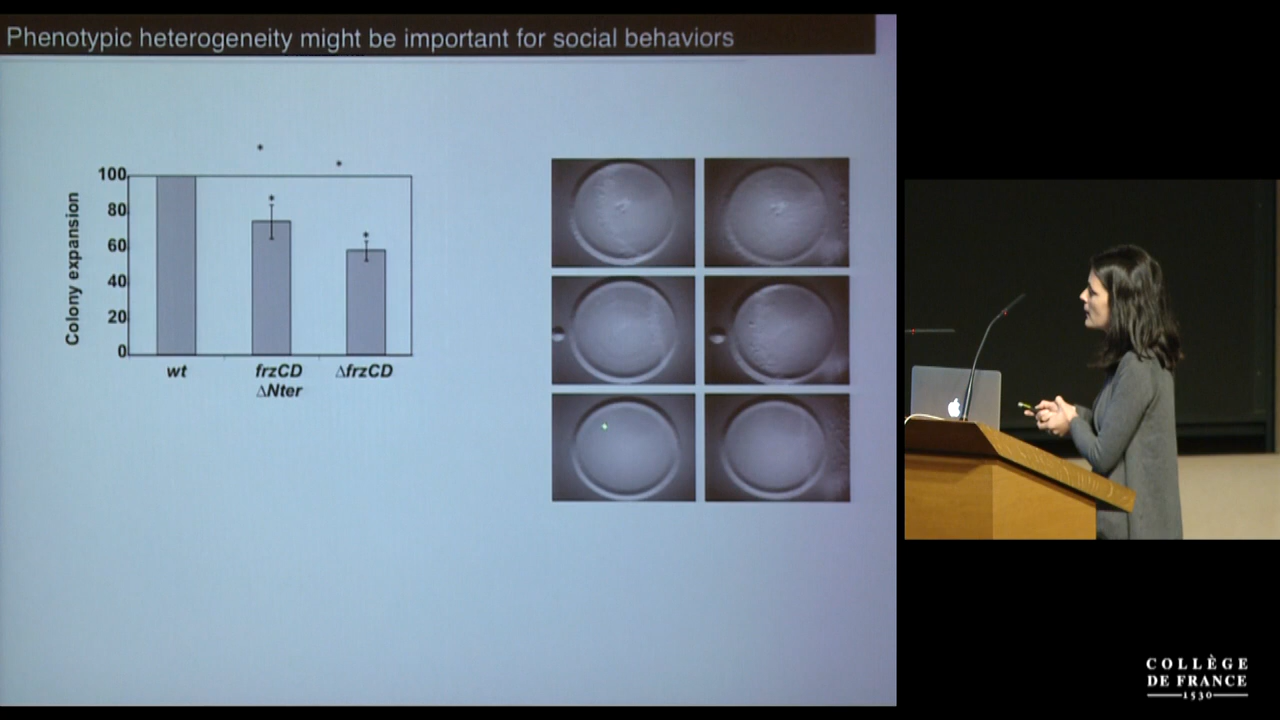 Phenotypic heterogeneity might be important for social behaviors
*
*
100
80
60
40
20
0
Colony expansion
*
*
wt
frzCD
ΔNter
ΔfrzCD
COLLÈGE
DE FRANCE
1530